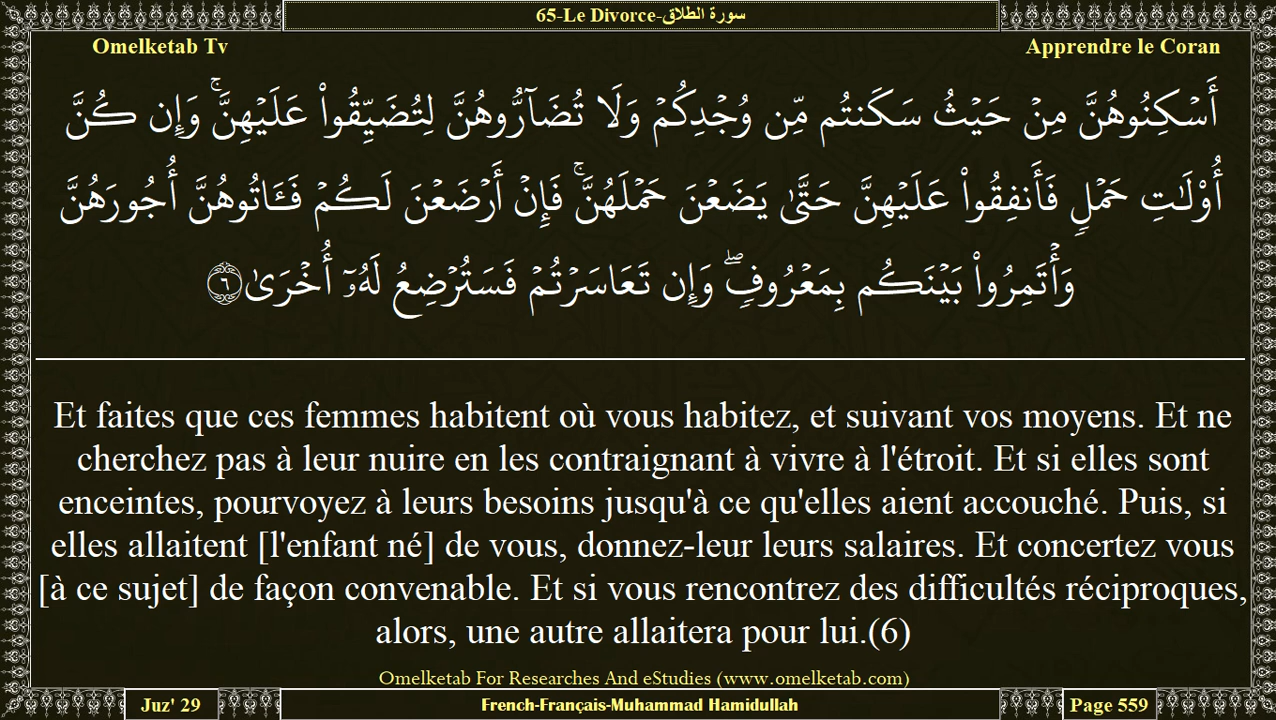 65-Le Divorce-سورة الطلاق
Omelketab Tv
Apprendre le Coran
أَسْكِنُوهُنَّ مِنْ حَيْثُ سَكَنتُم مِّن وُجْدِكُمْ وَلَا تُضَآرُّوهُنَّ لِتُضَيِّقُوا۟ عَلَيْهِنَّ ۚ وَإِن كُنَّ
أُو۟لَـٰتِ حَمْلٍ فَأَنفِقُوا۟ عَلَيْهِنَّ حَتَّىٰ يَضَعْنَ حَمْلَهُنَّ ۚ فَإِنْ أَرْضَعْنَ لَكُمْ فَـَٔاتُوهُنَّ أُجُورَهُنَّ
وَأْتَمِرُوا۟ بَيْنَكُم بِمَعْرُوفٍ ۖ وَإِن تَعَاسَرْتُمْ فَسَتُرْضِعُ لَهُۥٓ أُخْرَىٰ ٦
Et faites que ces femmes habitent où vous habitez, et suivant vos moyens. Et ne
cherchez pas à leur nuire en les contraignant à vivre à l'étroit. Et si elles sont
enceintes, pourvoyez à leurs besoins jusqu'à ce qu'elles aient accouché. Puis, si
elles allaitent [l'enfant né] de vous, donnez-leur leurs salaires. Et concertez vous
[à ce sujet] de façon convenable. Et si vous rencontrez des difficultés réciproques,
alors, une autre allaitera pour lui.(6)
Omelketab For Researches And eStudies (www.omelketab.com)
Juz' 29
French-Français-Muhammad Hamidullah
Page 559